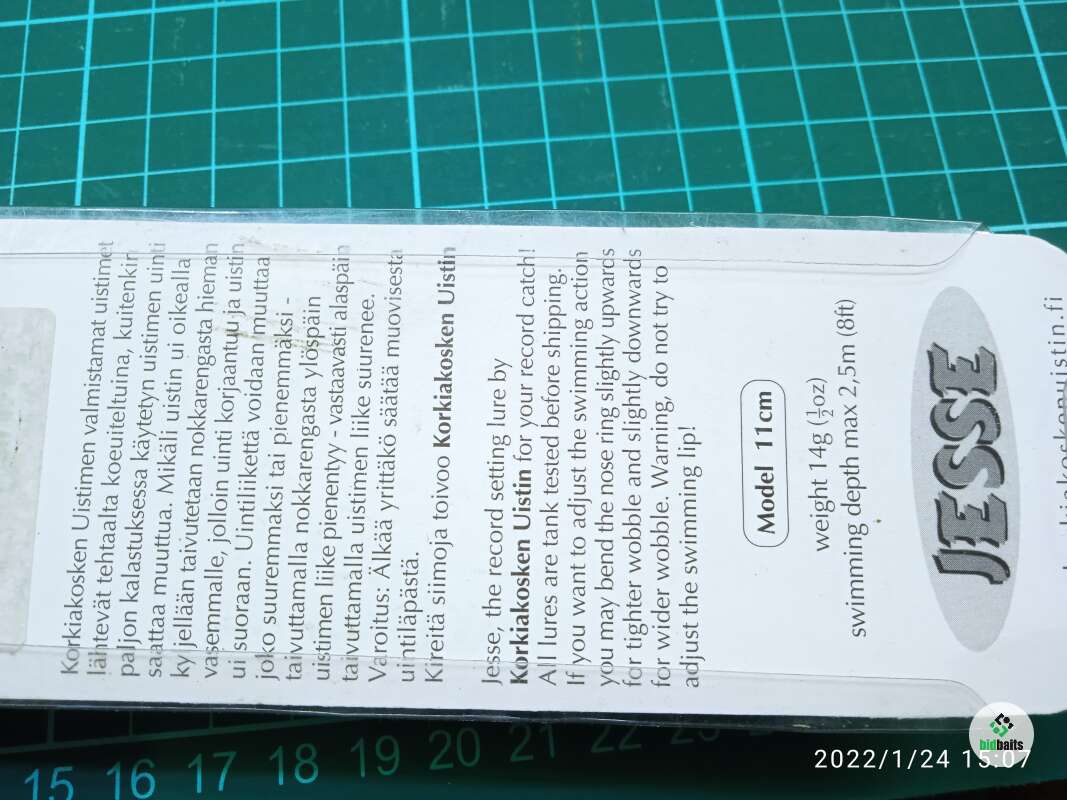 Korkiakosken Uistimen valmistamat uistimet
lähtevät tehtaalta koeuiteltuina, kuitenkin
paljon kalastuksessa käytetyn uistimen uinti
saattaa muuttua. Mikäli uistin ui oikealla
kyljellään taivutetaan nokkarengasta hieman
vasemmalle, jolloin uinti korjaantuu ja uistin
ui suoraan. Uintiliikettä voidaan muuttaa
joko suuremmaksi tai pienemmäksi -
taivuttamalla nokkarengasta ylöspäin
uistimen liike pienentyy - vastaavasti alaspäin
taivuttamalla uistimen liike suurenee.
Varoitus: Älkää yrittäkö säätää muovisesta
uintiläpästä.
Kireitä siimoja toivoo Korkiakosken Uistin
Jesse, the record setting lure by
Korkiakosken Uistin for your record catch!
All lures are tank tested before shipping.
If you want to adjust the swimming action
you may bend the nose ring slightly upwards
for tighter wobble and slightly downwards
for wider wobble. Warning, do not try to
adjust the swimming lip!
Model 11cm
weight 14g (½oz)
swimming depth max 2,5m (8ft)
JESSE
15 16 17 18 19 20 21 22 23
bidbaits
2022/1/24 15:07